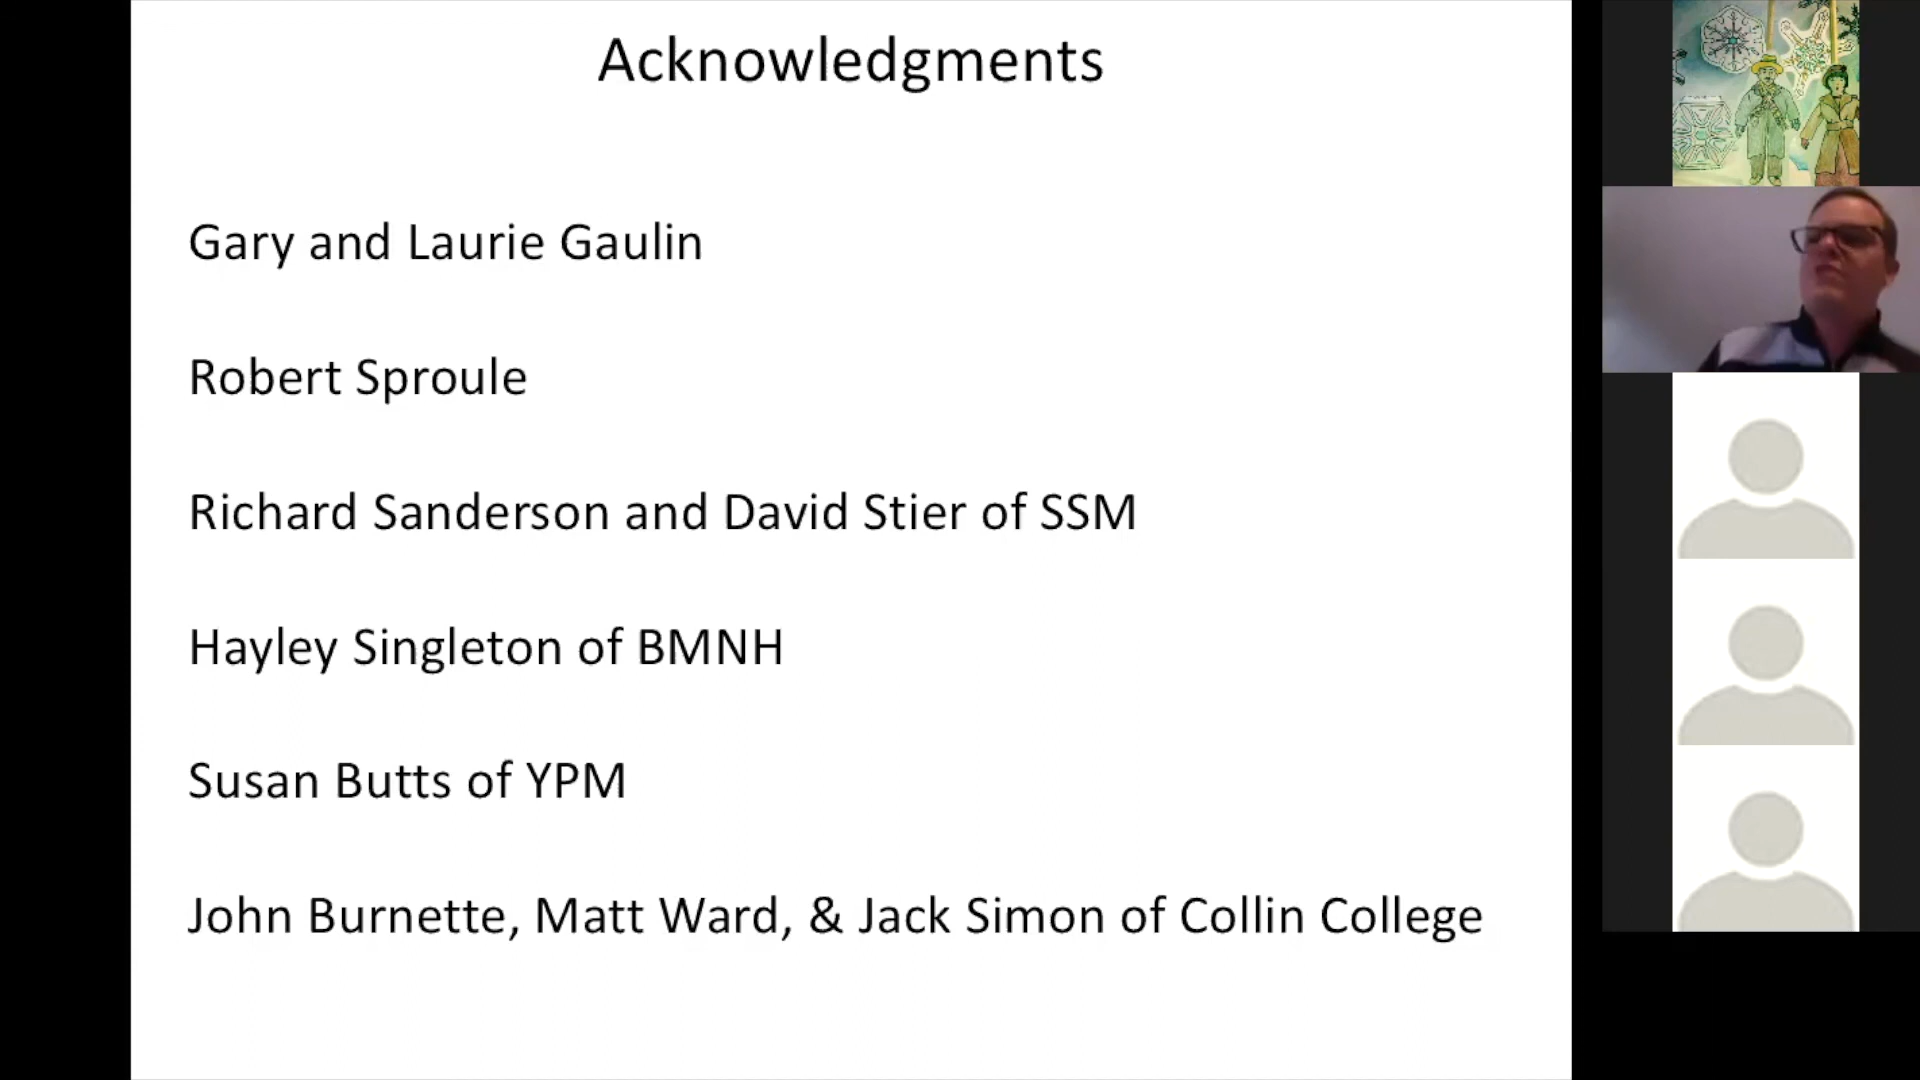 Acknowledgments
Gary and Laurie Gaulin
Robert Sproule
Richard Sanderson and David Stier of SSM
Hayley Singleton of BMNH
Susan Butts of YPM
John Burnette, Matt Ward, & Jack Simon of Collin College